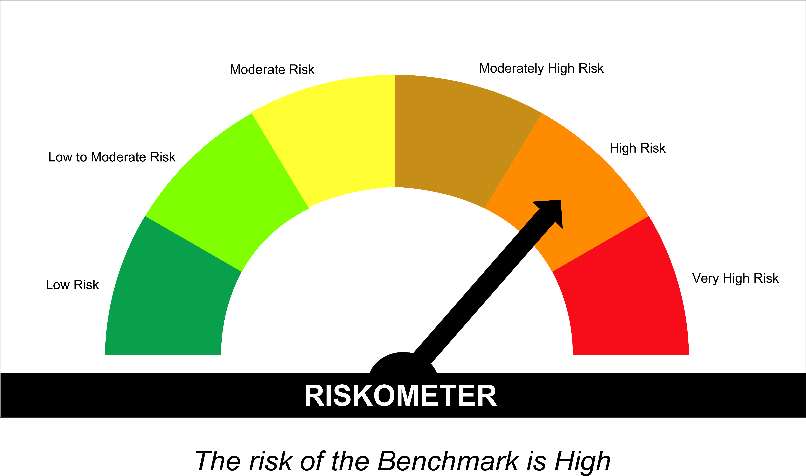 Moderate Risk
Moderately High Risk
Low to Moderate Risk
High Risk
Low Risk
Very High Risk
RISKOMETER
The risk of the Benchmark is High